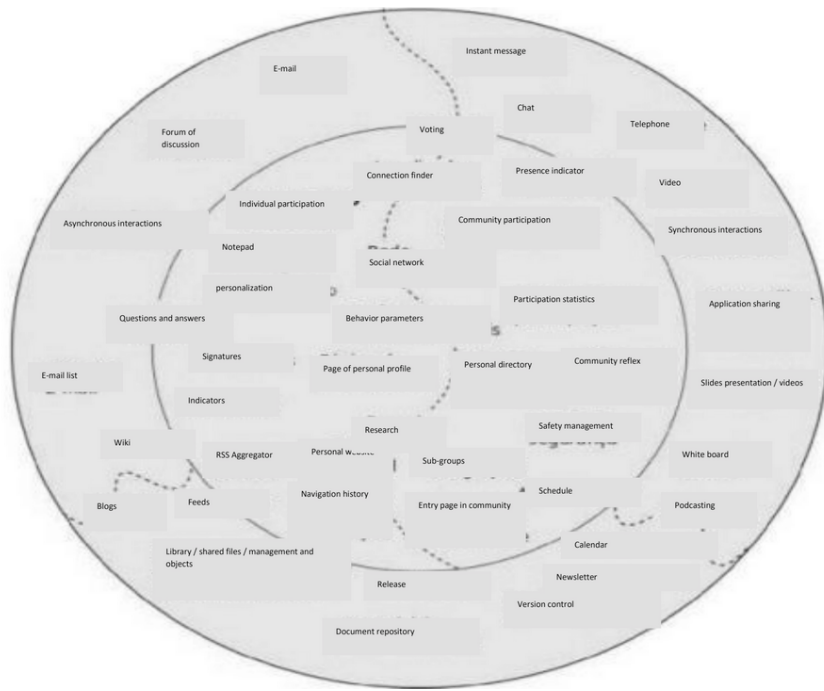 Instant message
E-mail
Chat
Telephone
Voting
Forum of
discussion
Presence indicator
Connection finder
Video
Individual participation
Community participation
Asynchronous interactions
Synchronous interactions
Notepad
Social network
personalization
Participation statistics
Application sharing
Questions and answers
Behavior parameters
Signatures
Community reflex
Personal directory
Page of personal profile
E-mail list
Slides presentation / videos
Indicators
Safety management
Research
Wiki
Personal website
RSS Aggregator
White board
Sub-groups
Schedule
Navigation history
Feeds
Blogs
Entry page in community
Podcasting
Calendar
Library / shared files / management and
objects
Newsletter
Release
Version control
Document repository